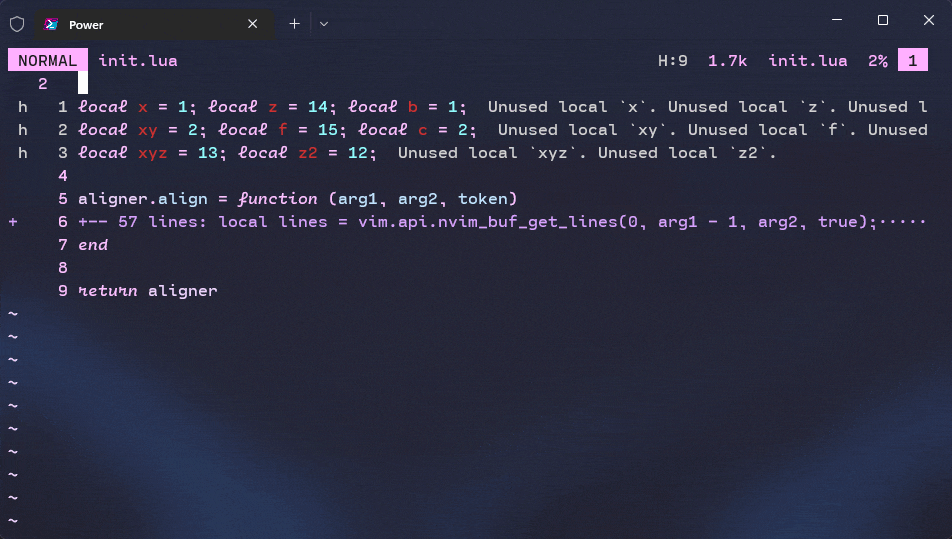 Power
NORMAL init.lua H:9 1.7k init.lua 2% 1
2
h 1 local x = 1; local z = 14; local b = 1; Unused local `x`. Unused local `z`. Unused l
h 2 local xy = 2; local f = 15; local c = 2; Unused local `xy`. Unused local `f`. Unused
h 3 local xyz = 13; local z2 = 12; Unused local `xyz`. Unused local `z2`.
4
5 aligner.align = function (arg1, arg2, token)
+ 6 +-- 57 lines: local lines = vim.api.nvim_buf_get_lines(0, arg1 - 1, arg2, true);·····
7 end
8
9 return aligner
~
~
~
~
~
~
~
~
~
~